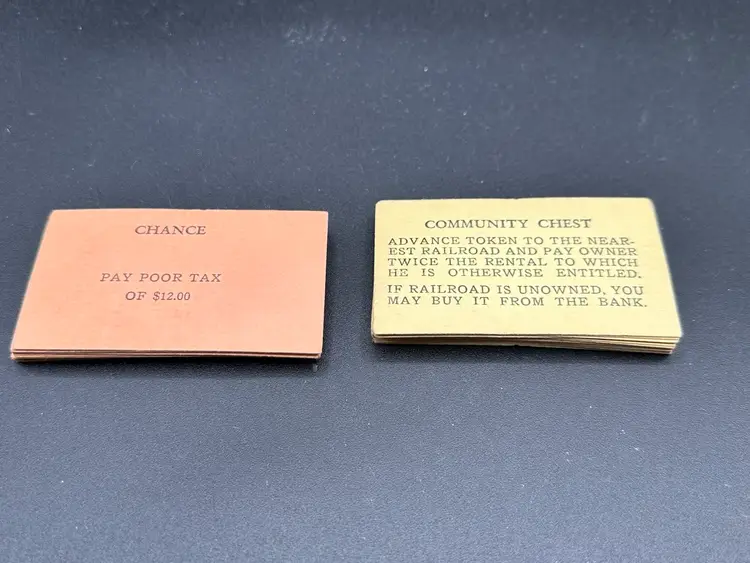 CHANCE
PAY POOR TAX
OF $12.00
COMMUNITY CHEST
ADVANCE TOKEN TO THE NEAR-
EST RAILROAD AND PAY OWNER
TWICE THE RENTAL TO WHICH
HE IS OTHERWISE ENTITLED.
IF RAILROAD IS UNOWNED, YOU
MAY BUY IT FROM THE BANK.